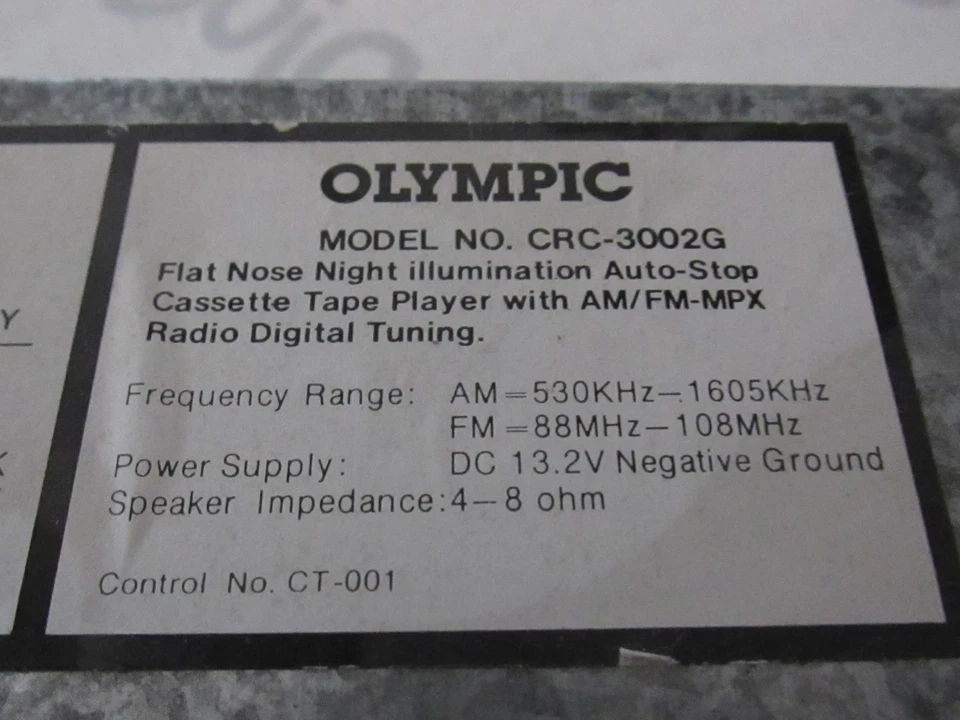 OLYMPIC
MODEL NO. CRC-3002G
Flat Nose Night illumination Auto-Stop
Cassette Tape Player with AM/FM-MPX
Radio Digital Tuning.
Frequency Range: AM=530KHz-1605KHz
FM=88MHz-108MHz
Power Supply: DC 13.2V Negative Ground
Speaker Impedance: 4-8 ohm
Control No. CT-001